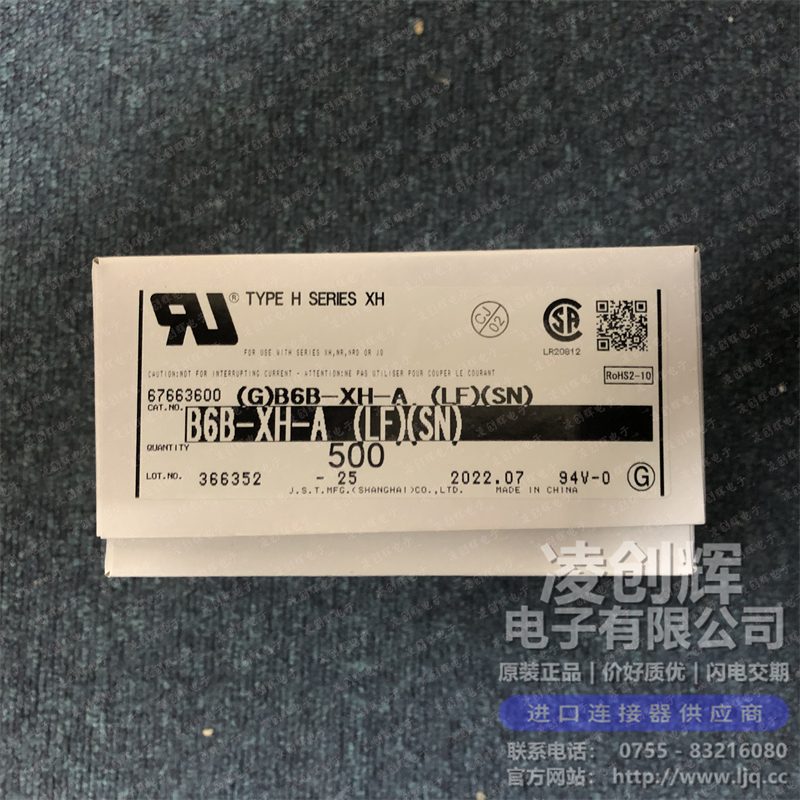 ® TYPE H SERIES XH
CJ
02
SA
LR20812
FOR USE WITH SERIES XH,NR,NRD OR JQ
CAUTION:NOT FOR INTERRUPTING CURRENT - ATTENTION:NE PAS UTILISER POUR COUPER LE COURANT
RoHS2-10
67663600 (G)B6B-XH-A (LF)(SN)
CAT.NO.
B6B-XH-A (LF)(SN)
QUANTITY
500
LOT.NO. 366352 -25 2022.07 94V-0 G
J.S.T.MFG.(SHANGHAI)CO.,LTD. MADE IN CHINA
凌创辉
电子有限公司
原装正品 | 价好质优 | 闪电交期
进口连接器供应商
联系电话： 0755 - 83216080
官方网站：http://www.ljq.cc